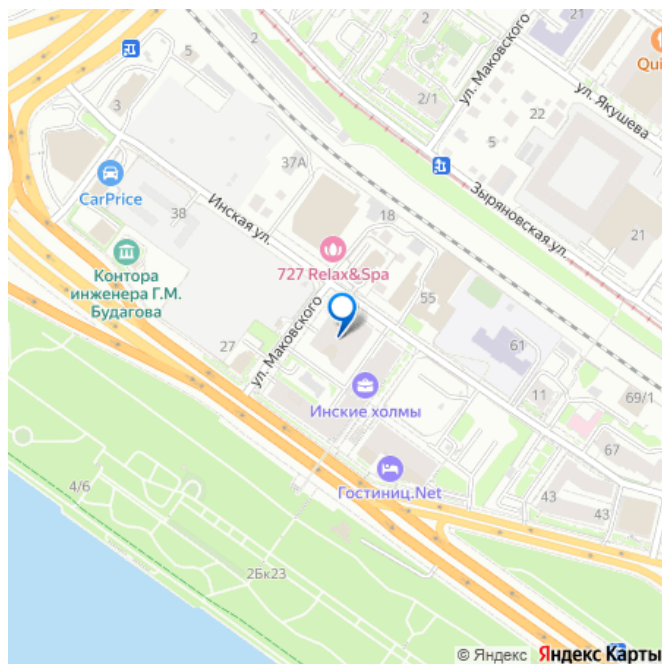 2
21
Qui
5
2
ул. Маковского
2/1
ул. Якушева
3
22
37А
5
CarPrice
Зыряновская ул.
38
Инская ул.
18
21
727 Relax&Spa
Контора
инженера Г.М.
Будагова
55
27
ул. Маковского
61
Инские холмы
11
69/1
67
Гостиниц.Net
4/6
43
43
2Бк23
© Яндекс Яндекс Карты